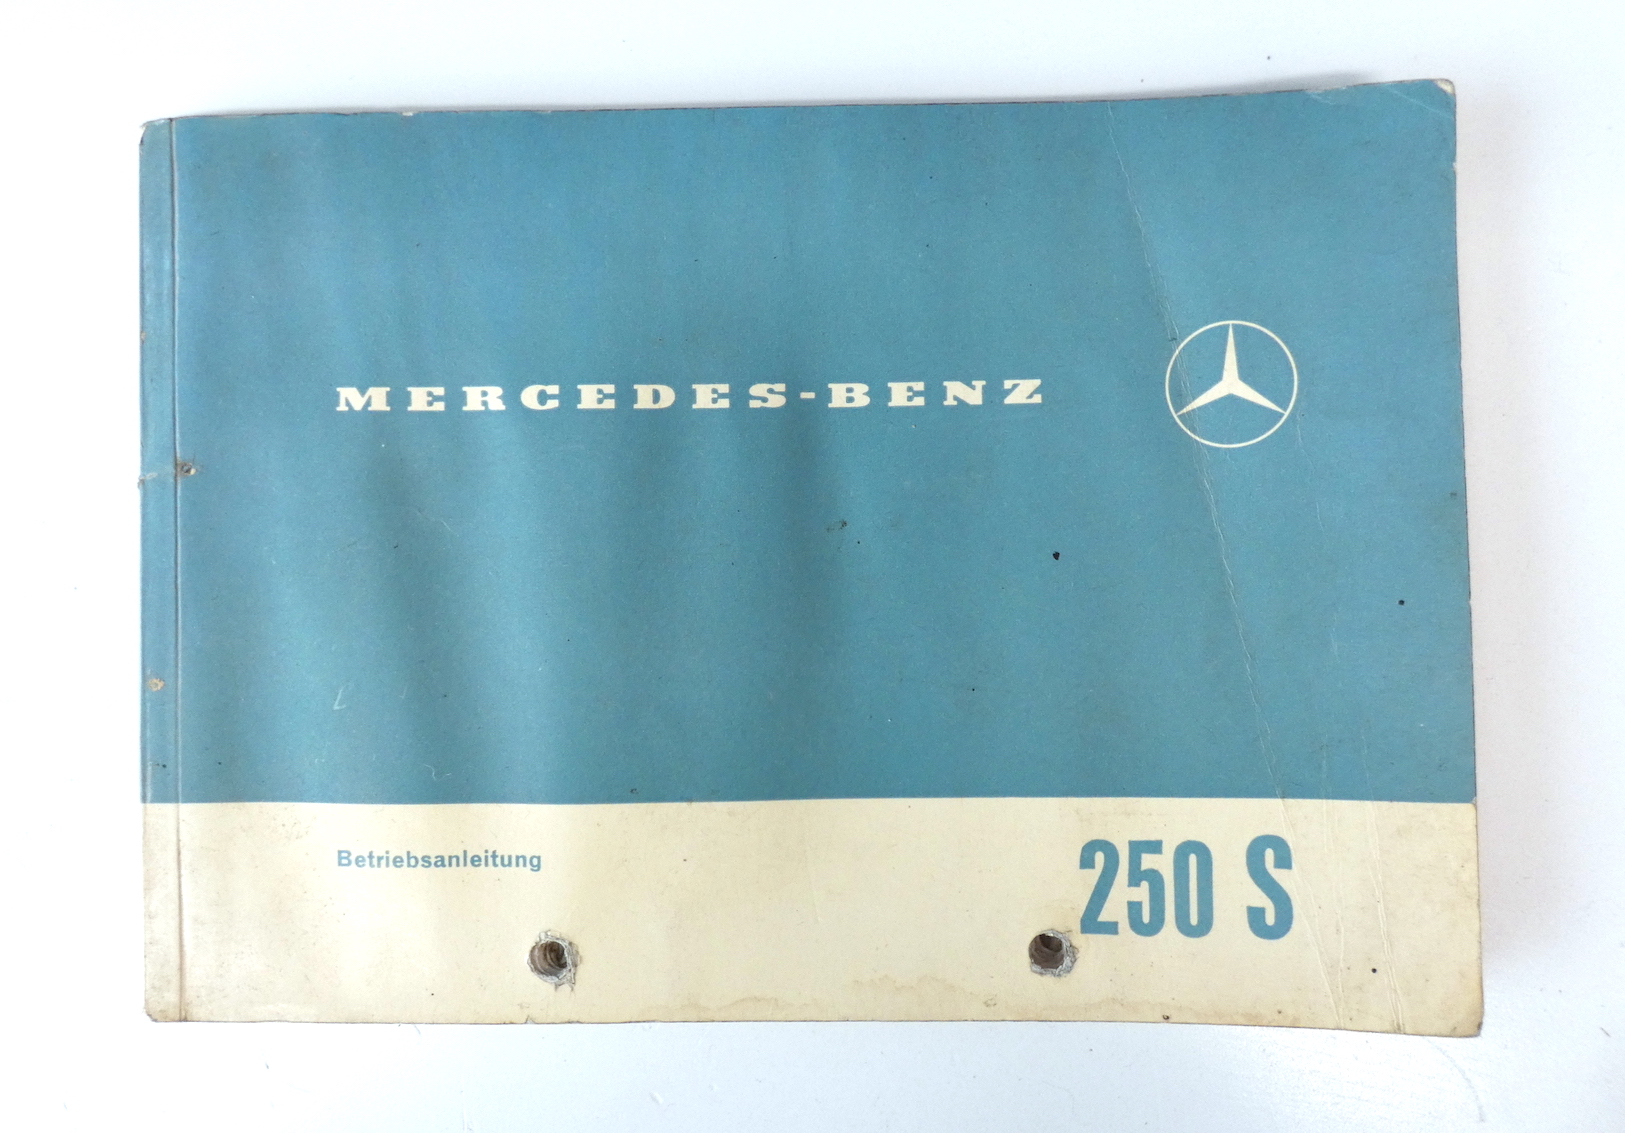 MERCEDES-BENZ
Betriebsanleitung
250 S